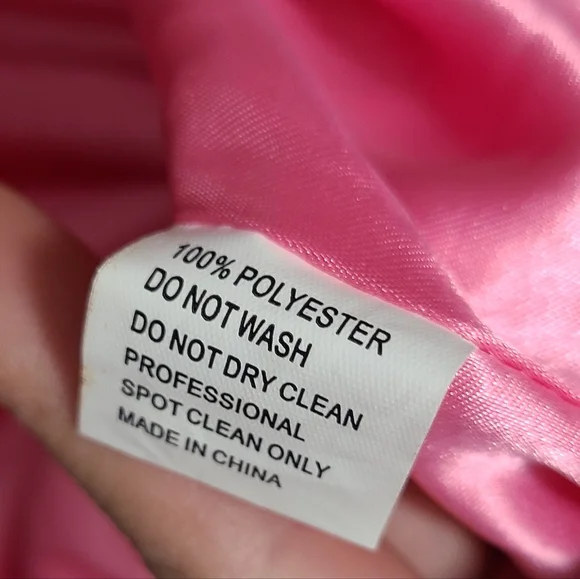 100% POLYESTER
DO NOT WASH
DO NOT DRY CLEAN
PROFESSIONAL
SPOT CLEAN ONLY
MADE IN CHINA